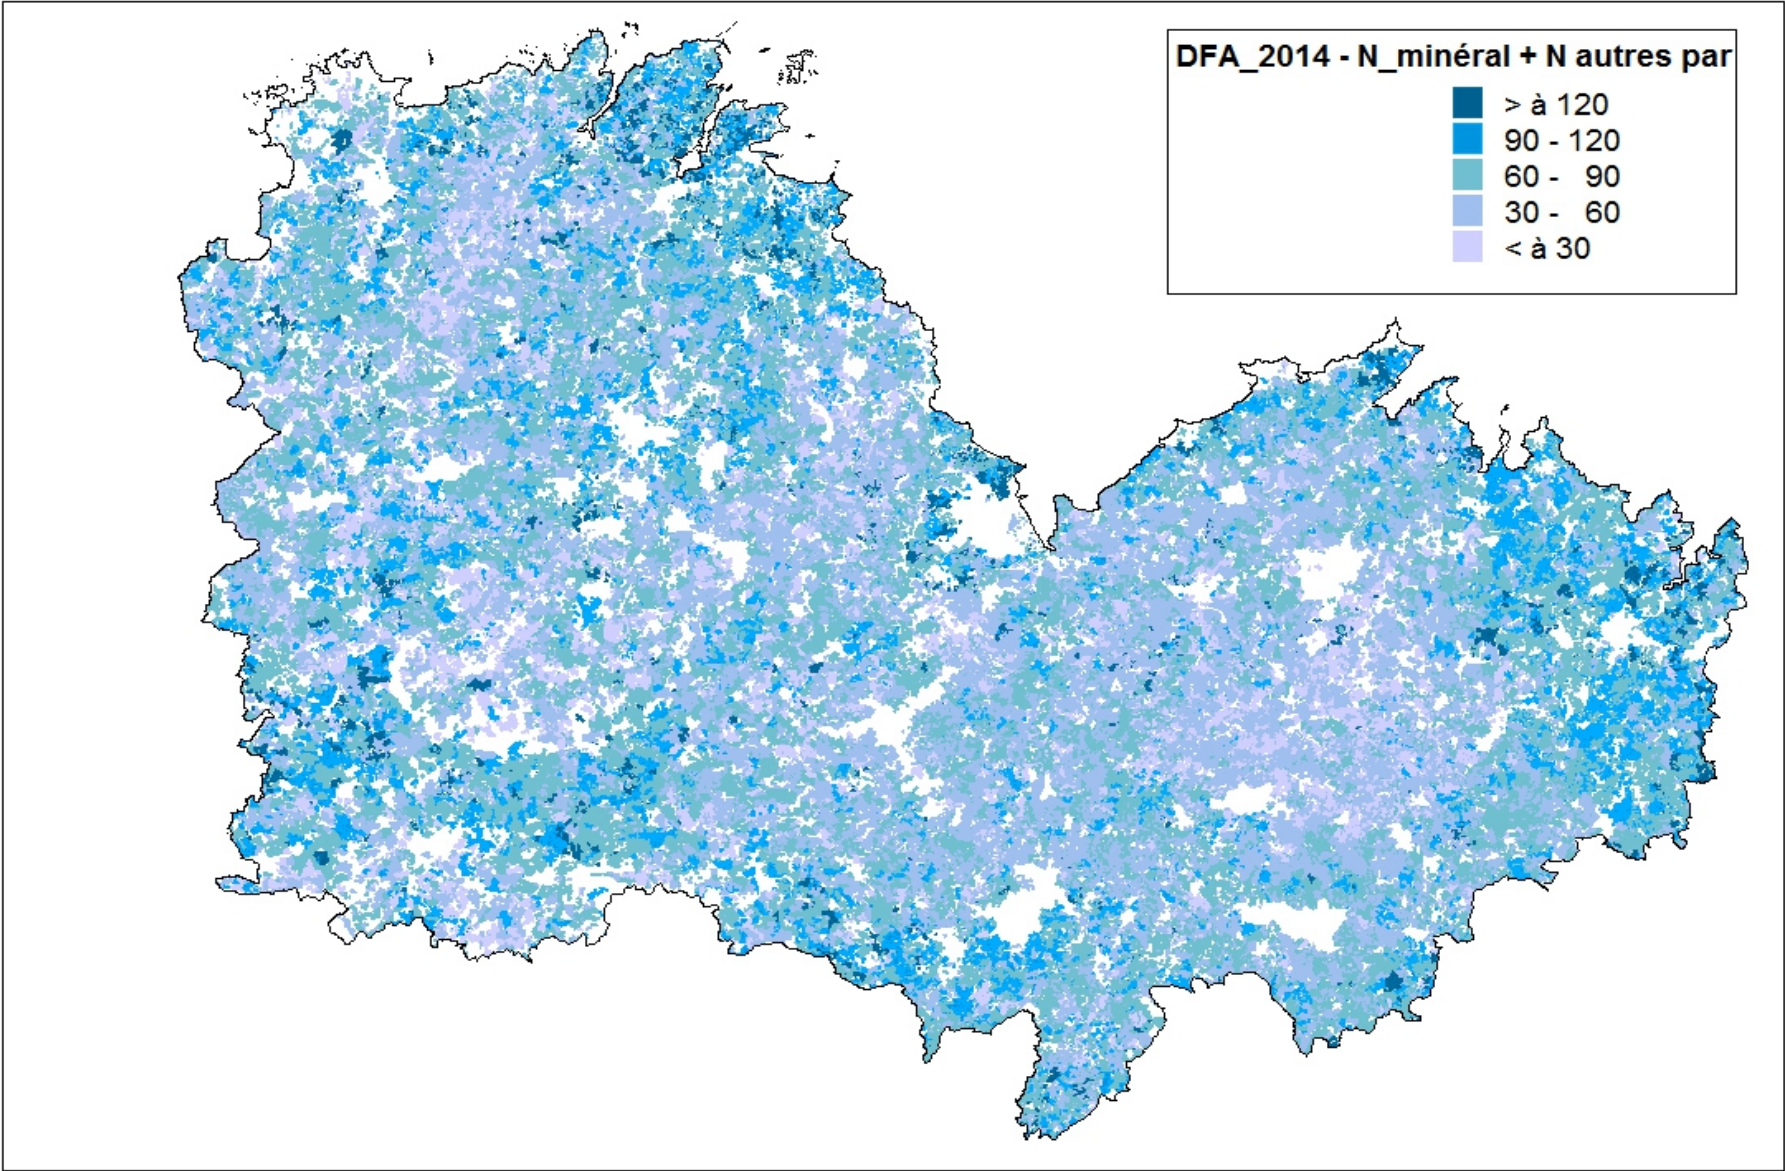 DFA_2014 - N_minéral + N autres par
> à 120
90 - 120
60 - 90
30 - 60
< à 30